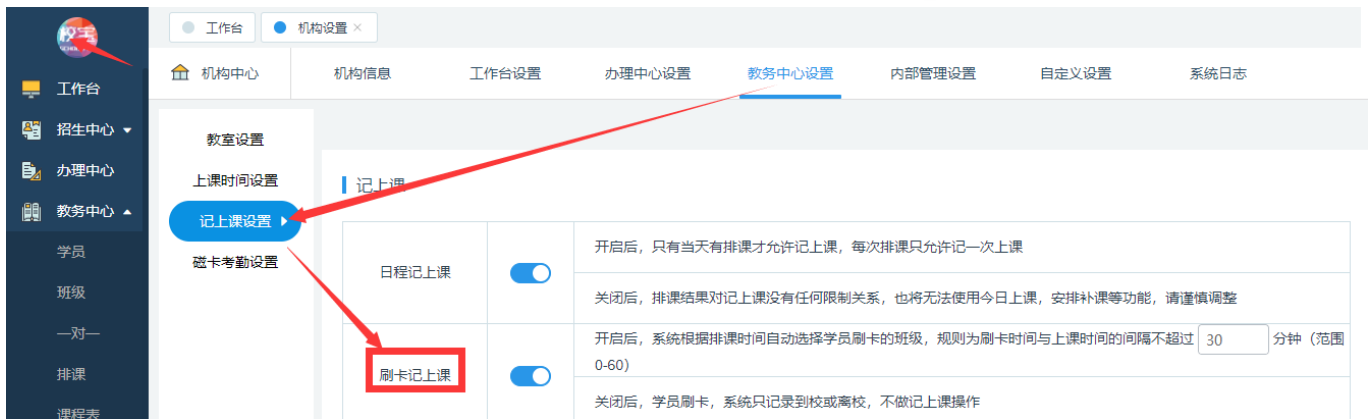 校宝
工作台
机构设置 ×
机构中心
机构信息
工作台设置
办理中心设置
教务中心设置
内部管理设置
自定义设置
系统日志
工作台
招生中心
办理中心
教务中心
学员
班级
一对一
排课
课程表
教室设置
上课时间设置
记上课设置
磁卡考勤设置
记上课
日程记上课
开启后，只有当天有排课才允许记上课，每次排课只允许记一次上课
关闭后，排课结果对记上课没有任何限制关系，也将无法使用今日上课，安排补课等功能，请谨慎调整
刷卡记上课
开启后，系统根据排课时间自动选择学员刷卡的班级，规则为刷卡时间与上课时间的间隔不超过 30 分钟（范围
0-60）
关闭后，学员刷卡，系统只记录到校或离校，不做记上课操作